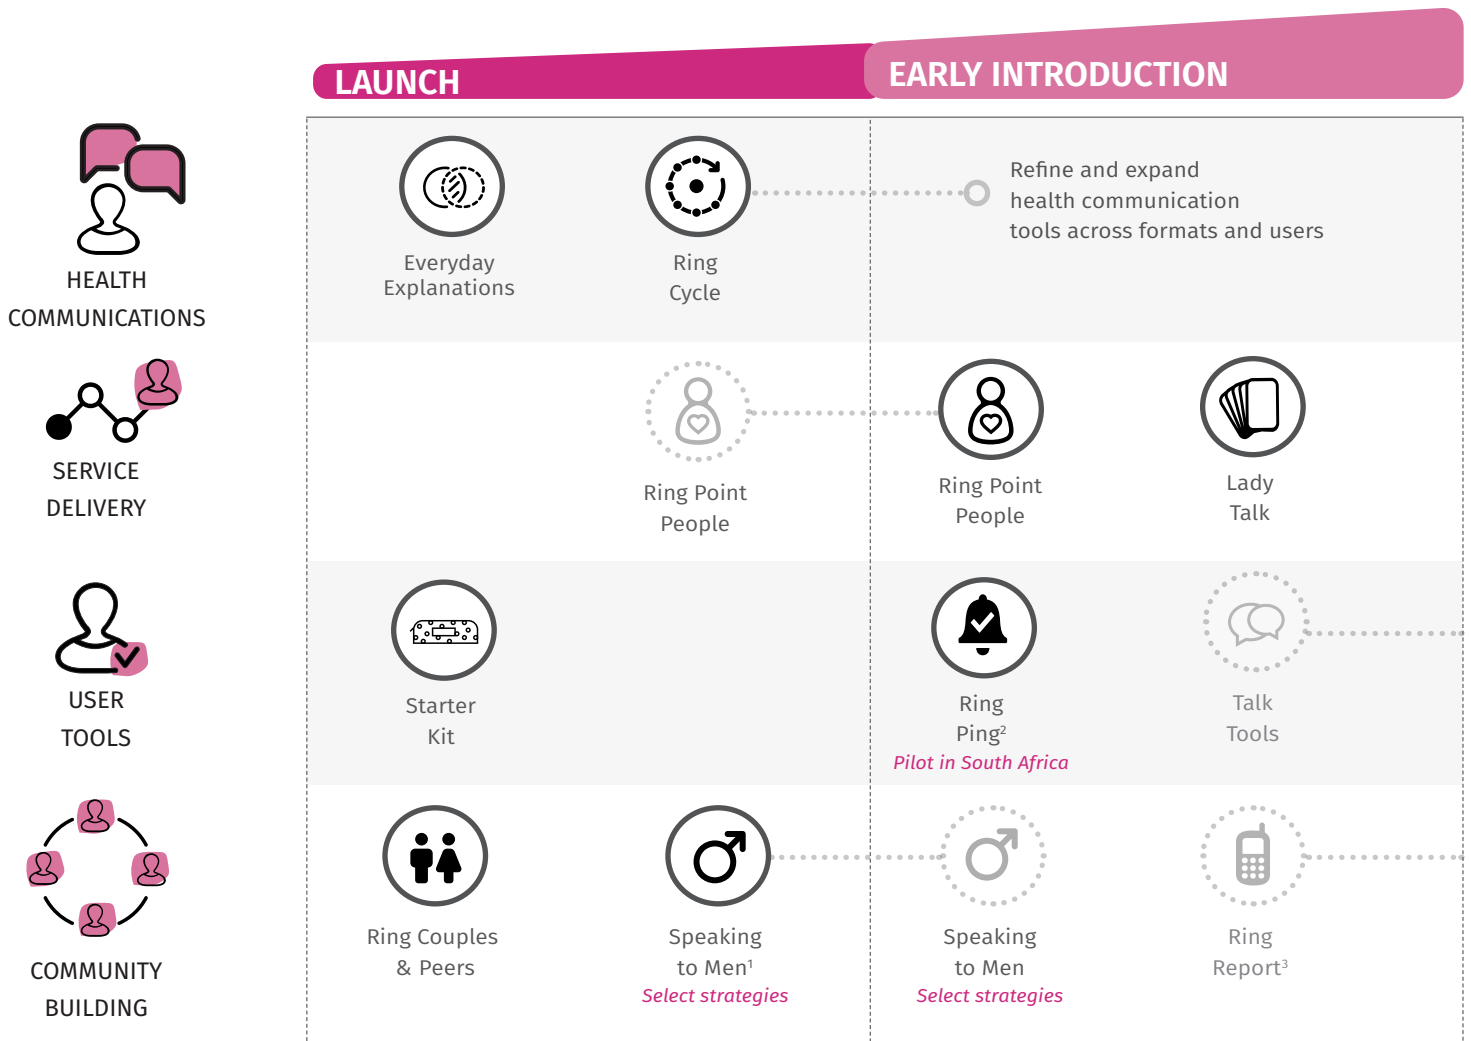 LAUNCH
EARLY INTRODUCTION
HEALTH
COMMUNICATIONS
Everyday
Explanations
Ring
Cycle
Refine and expand
health communication
tools across formats and users
SERVICE
DELIVERY
Ring Point
People
Ring Point
People
Lady
Talk
USER
TOOLS
Starter
Kit
Ring
Ping²
Pilot in South Africa
Talk
Tools
COMMUNITY
BUILDING
Ring Couples
& Peers
Speaking
to Men¹
Select strategies
Speaking
to Men
Select strategies
Ring
Report³